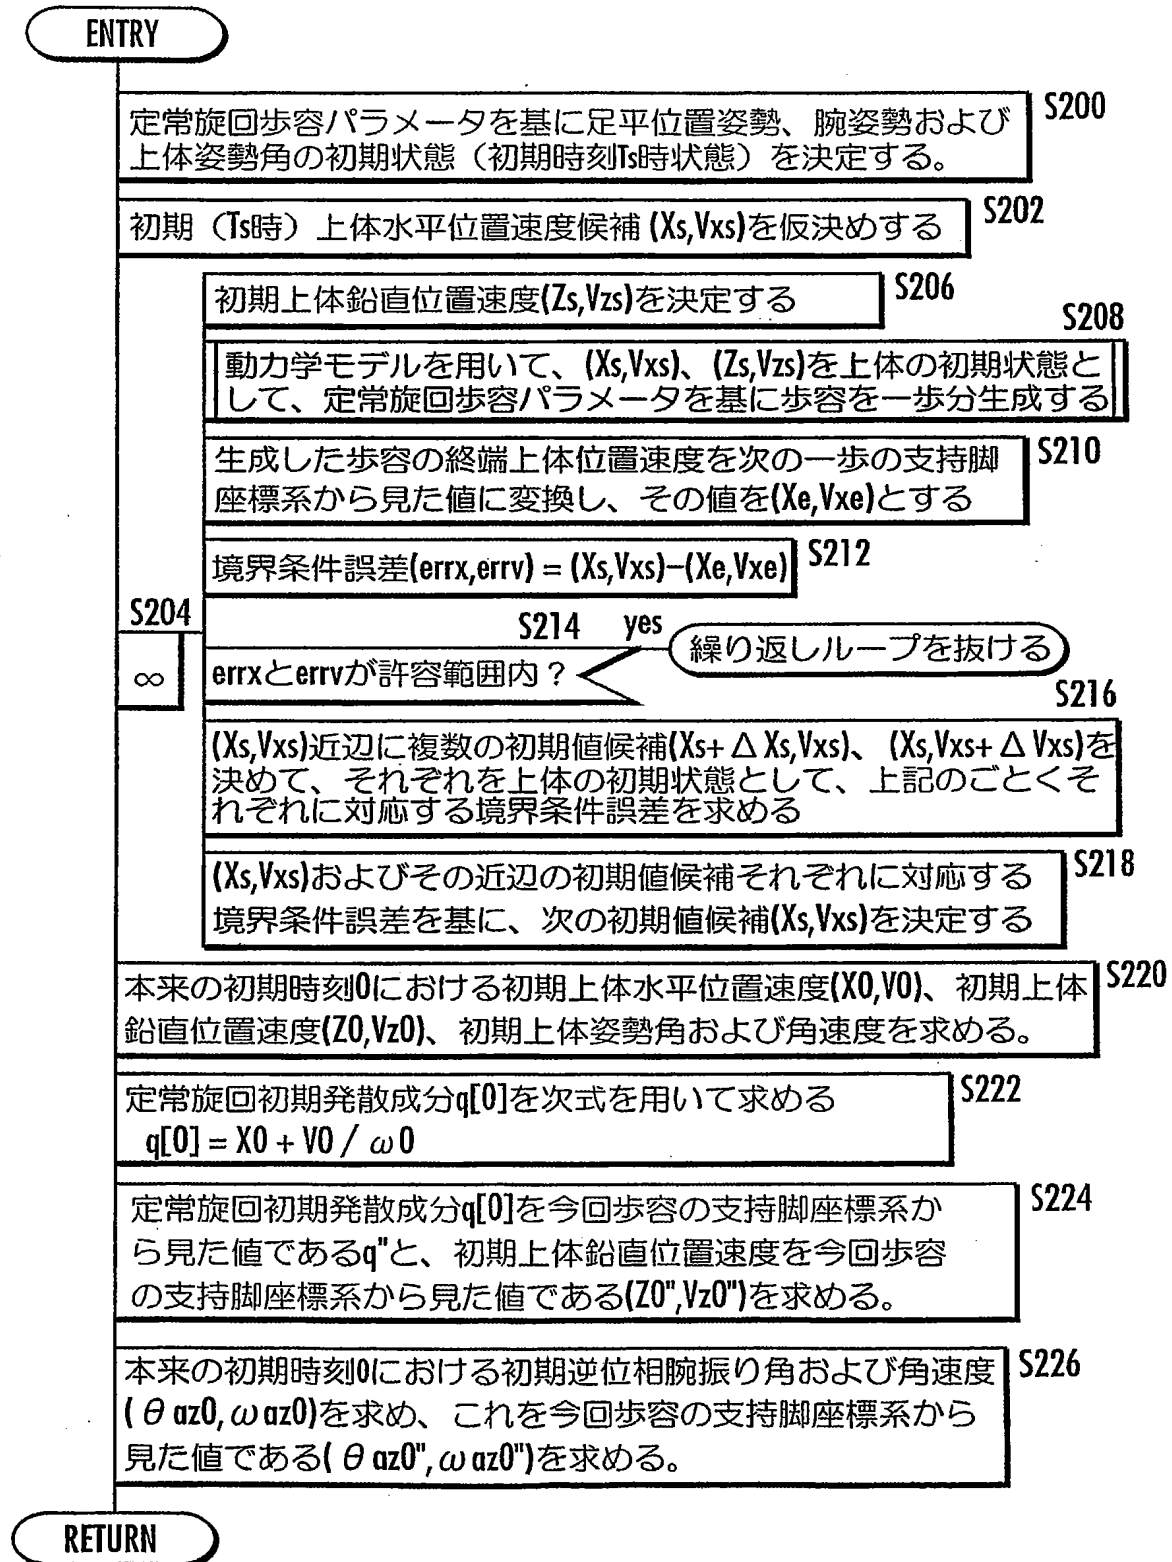 ENTRY
S200
定常旋回歩容パラメータを基に足平位置姿勢、腕姿勢および
上体姿勢角の初期状態（初期時刻Ts時状態）を決定する。
S202
初期（Ts時）上体水平位置速度候補(Xs,Vxs)を仮決めする
S206
初期上体鉛直位置速度(Zs,Vzs)を決定する
S208
動力学モデルを用いて、(Xs,Vxs)、(Zs,Vzs)を上体の初期状態と
して、定常旋回歩容パラメータを基に歩容を一歩分生成する
S210
生成した歩容の終端上体位置速度を次の一歩の支持脚
座標系から見た値に変換し、その値を(Xe,Vxe)とする
S212
境界条件誤差(errx,errv) = (Xs,Vxs)−(Xe,Vxe)
S204
∞
S214
yes
繰り返しループを抜ける
errxとerrvが許容範囲内？
S216
(Xs,Vxs)近辺に複数の初期値候補(Xs+ΔXs,Vxs)、(Xs,Vxs+ΔVxs)を
決めて、それぞれを上体の初期状態として、上記のごとくそ
れぞれに対応する境界条件誤差を求める
S218
(Xs,Vxs)およびその近辺の初期値候補それぞれに対応する
境界条件誤差を基に、次の初期値候補(Xs,Vxs)を決定する
S220
本来の初期時刻0における初期上体水平位置速度(X0,V0)、初期上体
鉛直位置速度(Z0,Vz0)、初期上体姿勢角および角速度を求める。
S222
定常旋回初期発散成分q[0]を次式を用いて求める
q[0] = X0 + V0 / ω0
S224
定常旋回初期発散成分q[0]を今回歩容の支持脚座標系か
ら見た値であるq"と、初期上体鉛直位置速度を今回歩容
の支持脚座標系から見た値である(Z0",Vz0")を求める。
S226
本来の初期時刻0における初期逆位相腕振り角および角速度
(θaz0,ωaz0)を求め、これを今回歩容の支持脚座標系から
見た値である(θaz0",ωaz0")を求める。
RETURN